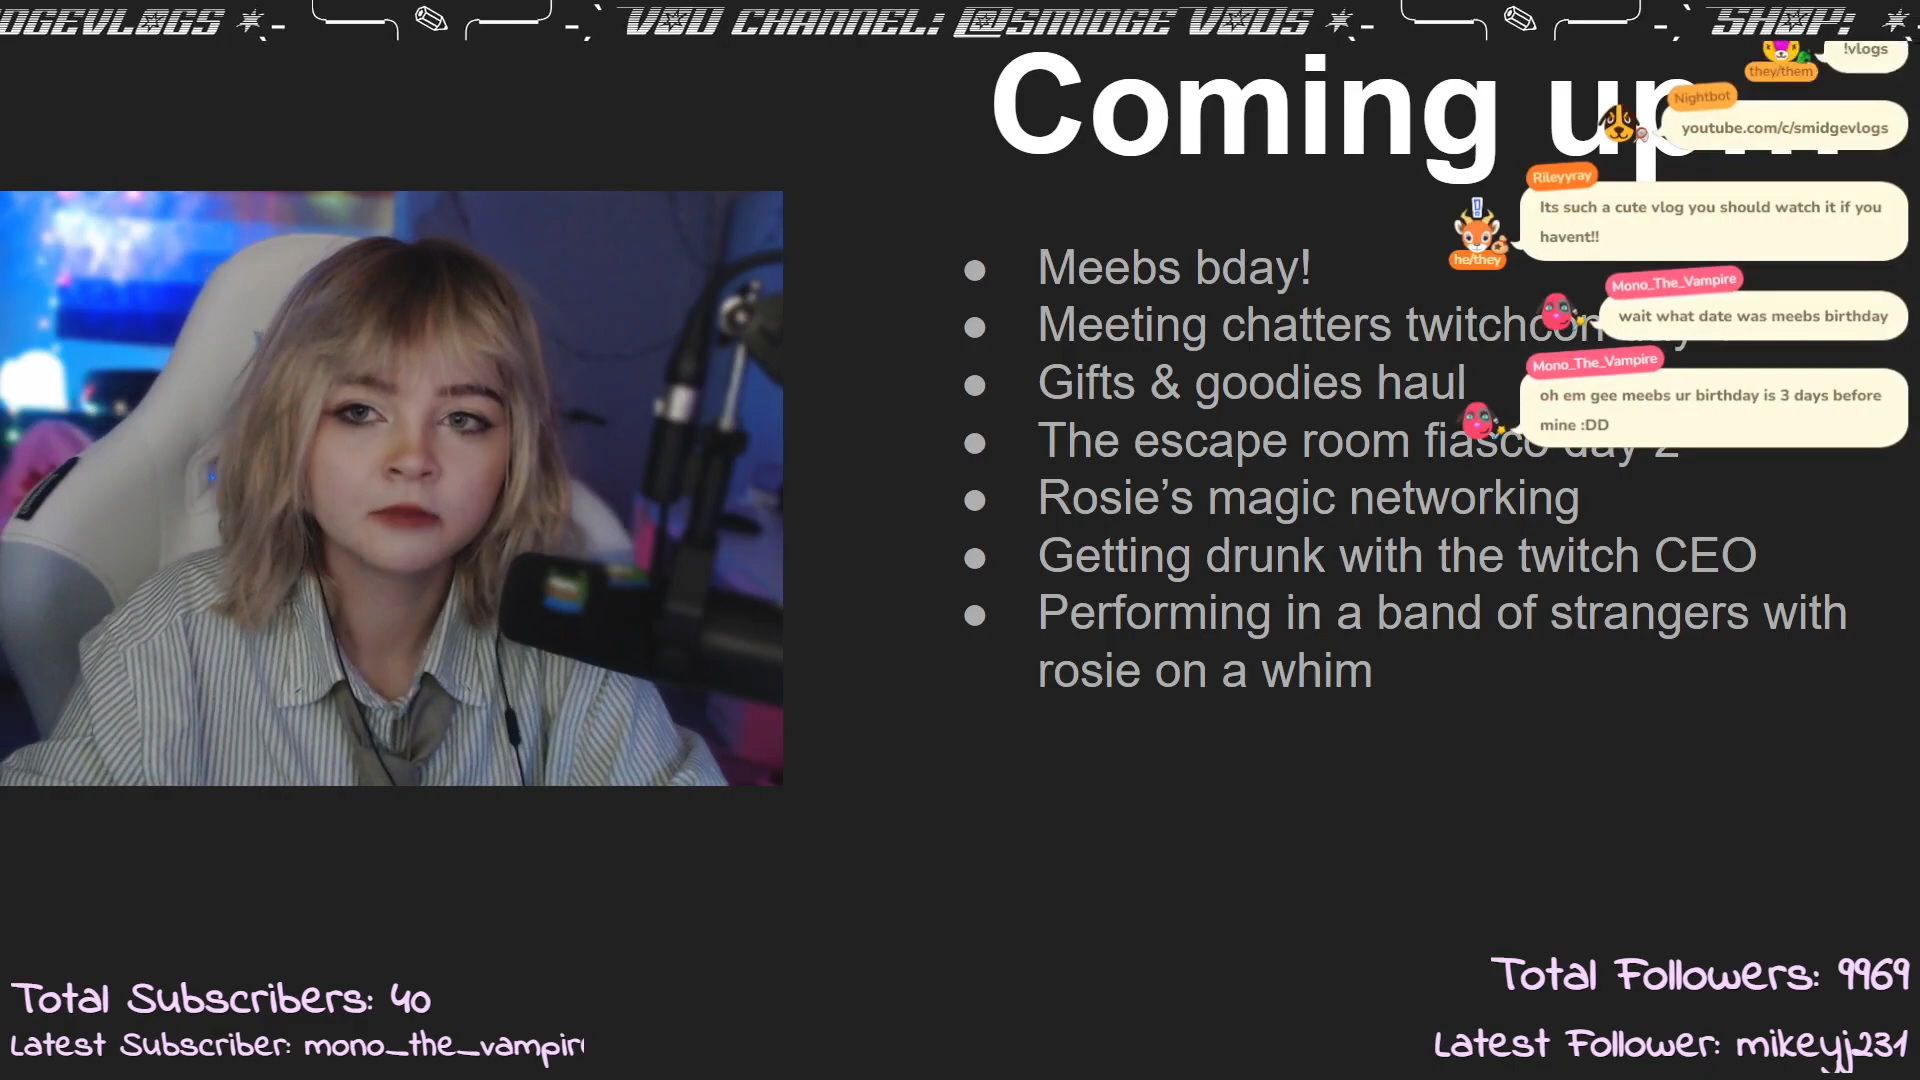 DGEVLOGS
VOD CHANNEL: @SMIDGE VODS
SHOP:
Coming up...
!vlogs
they/them
Nightbot
youtube.com/c/smidgevlogs
Rileyyray
Its such a cute vlog you should watch it if you
havent!!
he/they
Mono_The_Vampire
wait what date was meebs birthday
Mono_The_Vampire
oh em gee meebs ur birthday is 3 days before
mine :DD
● Meebs bday!
● Meeting chatters twitchcon
● Gifts & goodies haul
● The escape room fiasco day 2
● Rosie’s magic networking
● Getting drunk with the twitch CEO
● Performing in a band of strangers with
rosie on a whim
Total Subscribers: 40
Latest Subscriber: mono_the_vampir
Total Followers: 9969
Latest Follower: mikeyj231